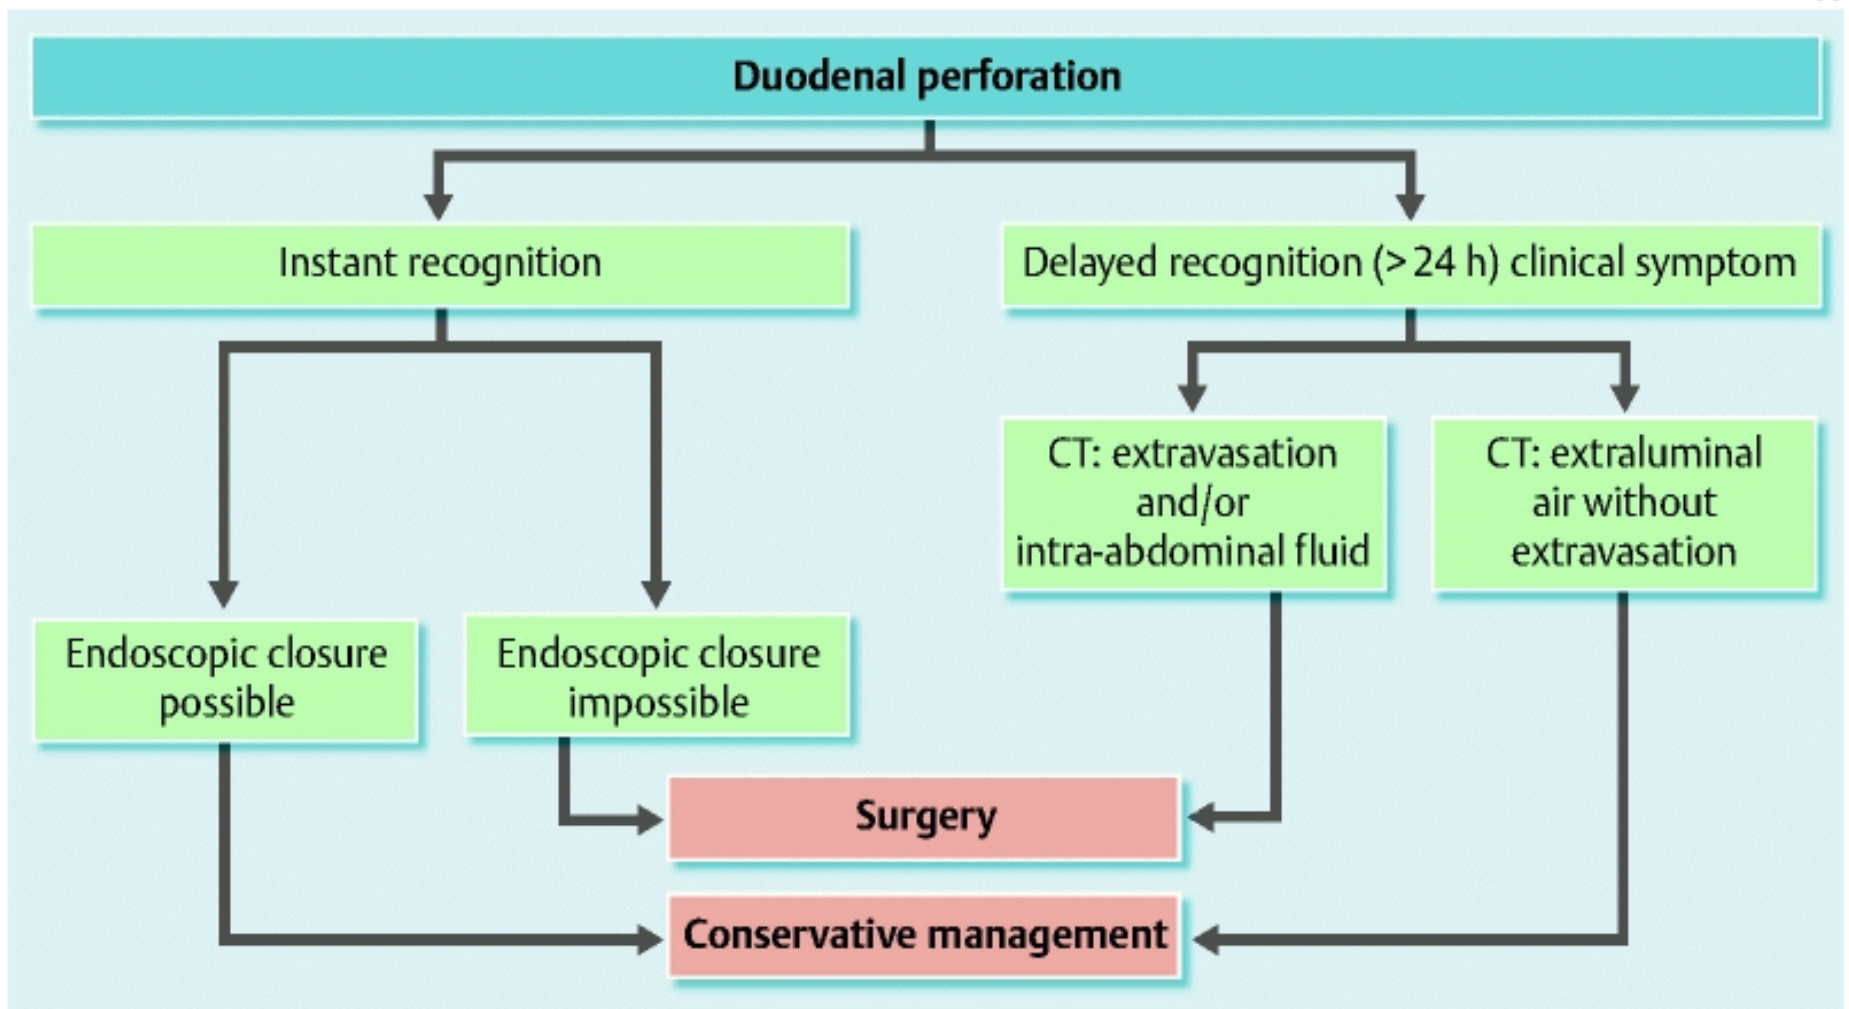 Duodenal perforation
Instant recognition
Delayed recognition (> 24 h) clinical symptom
CT: extravasation
and/or
intra-abdominal fluid
CT: extraluminal
air without
extravasation
Endoscopic closure
possible
Endoscopic closure
impossible
Surgery
Conservative management